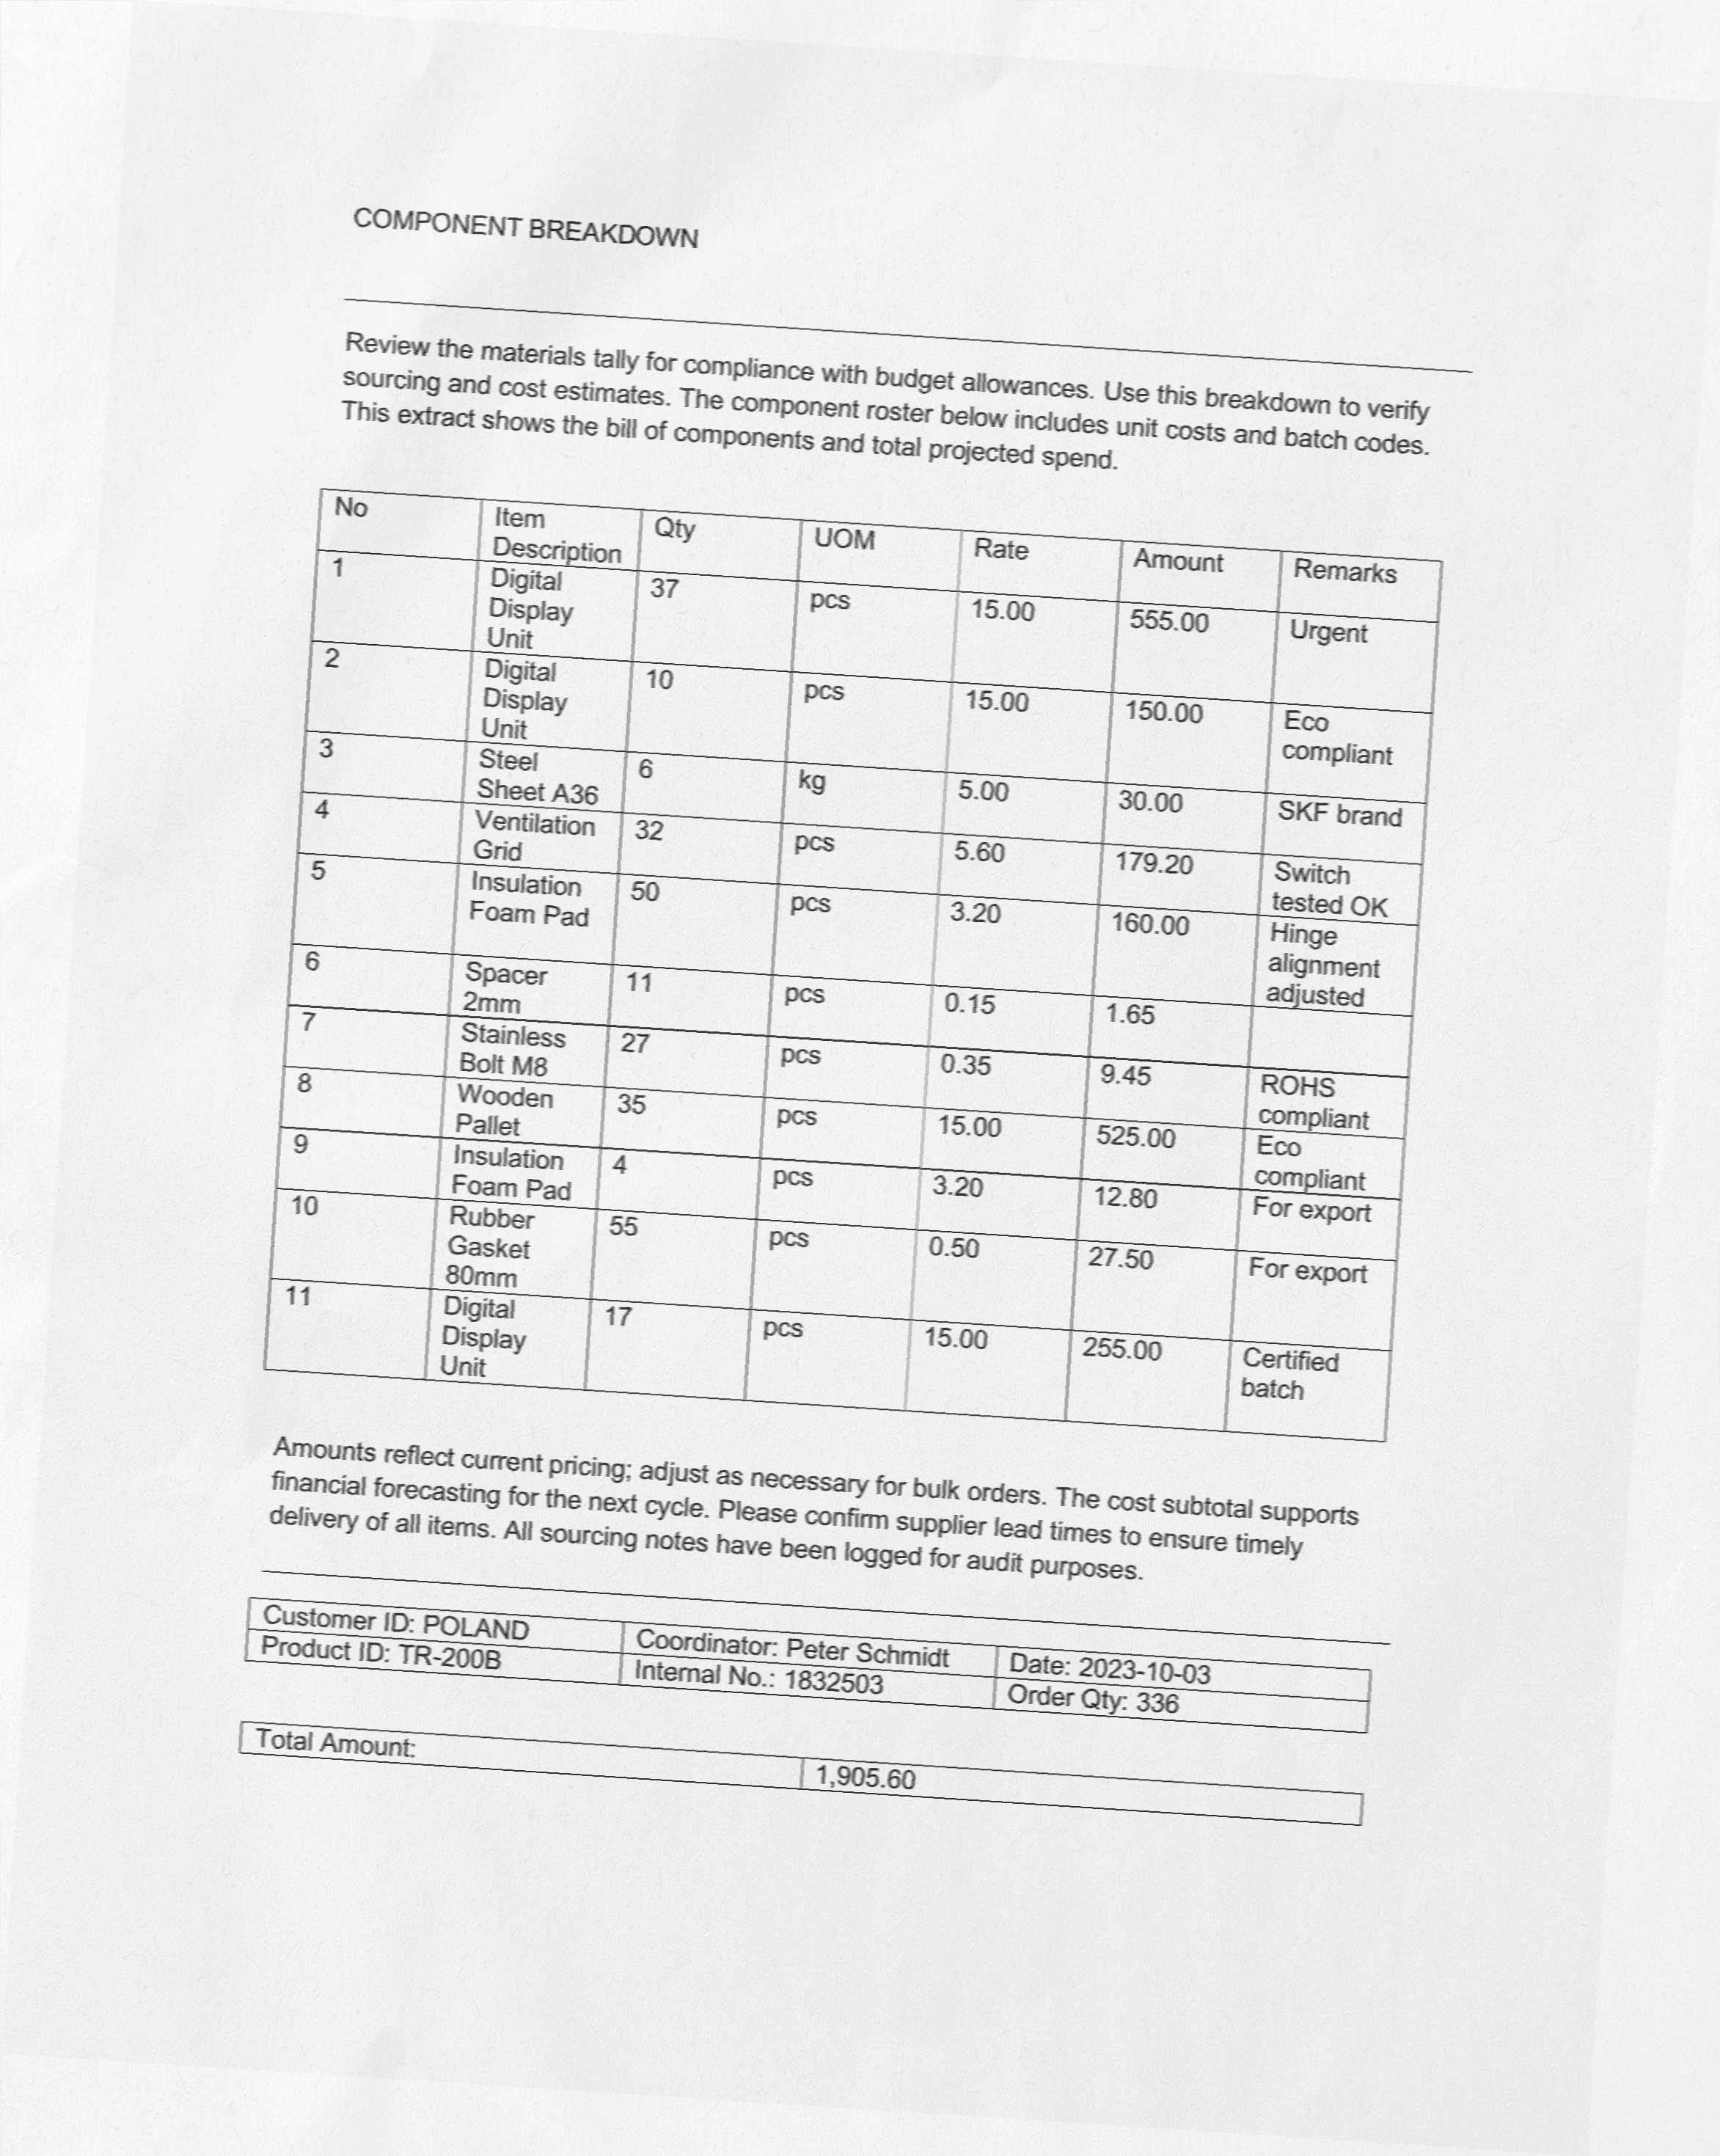 COMPONENT BREAKDOWN
Review the materials tally for compliance with budget allowances. Use this breakdown to verify
sourcing and cost estimates. The component roster below includes unit costs and batch codes.
This extract shows the bill of components and total projected spend.
No Item Description Qty UOM Rate Amount Remarks
1 Digital Display Unit 37 pcs 15.00 555.00 Urgent
2 Digital Display Unit 10 pcs 15.00 150.00 Eco compliant
3 Steel Sheet A36 6 kg 5.00 30.00 SKF brand
4 Ventilation Grid 32 pcs 5.60 179.20 Switch tested OK
5 Insulation Foam Pad 50 pcs 3.20 160.00 Hinge alignment adjusted
6 Spacer 2mm 11 pcs 0.15 1.65
7 Stainless Bolt M8 27 pcs 0.35 9.45 ROHS compliant
8 Wooden Pallet 35 pcs 15.00 525.00 Eco compliant
9 Insulation Foam Pad 4 pcs 3.20 12.80 For export
10 Rubber Gasket 80mm 55 pcs 0.50 27.50 For export
11 Digital Display Unit 17 pcs 15.00 255.00 Certified batch
Amounts reflect current pricing; adjust as necessary for bulk orders. The cost subtotal supports
financial forecasting for the next cycle. Please confirm supplier lead times to ensure timely
delivery of all items. All sourcing notes have been logged for audit purposes.
Customer ID: POLAND Coordinator: Peter Schmidt Date: 2023-10-03
Product ID: TR-200B Internal No.: 1832503 Order Qty: 336
Total Amount: 1,905.60